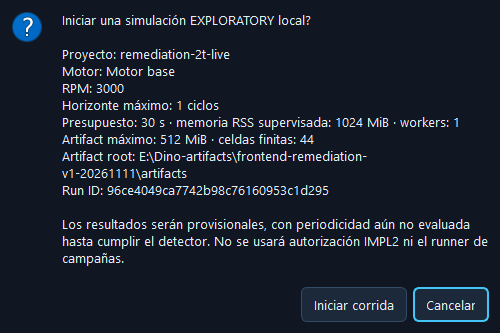 Iniciar una simulación EXPLORATORY local?
Proyecto: remediation-2t-live
Motor: Motor base
RPM: 3000
Horizonte máximo: 1 ciclos
Presupuesto: 30 s · memoria RSS supervisada: 1024 MiB · workers: 1
Artifact máximo: 512 MiB · celdas finitas: 44
Artifact root: E:\Dino-artifacts\frontend-remediation-
v1-20261111\artifacts
Run ID: 96ce4049ca7742b98c76160953c1d295
Los resultados serán provisionales, con periodicidad aún no evaluada
hasta cumplir el detector. No se usará autorización IMPL2 ni el runner de
campañas.
Iniciar corrida
Cancelar